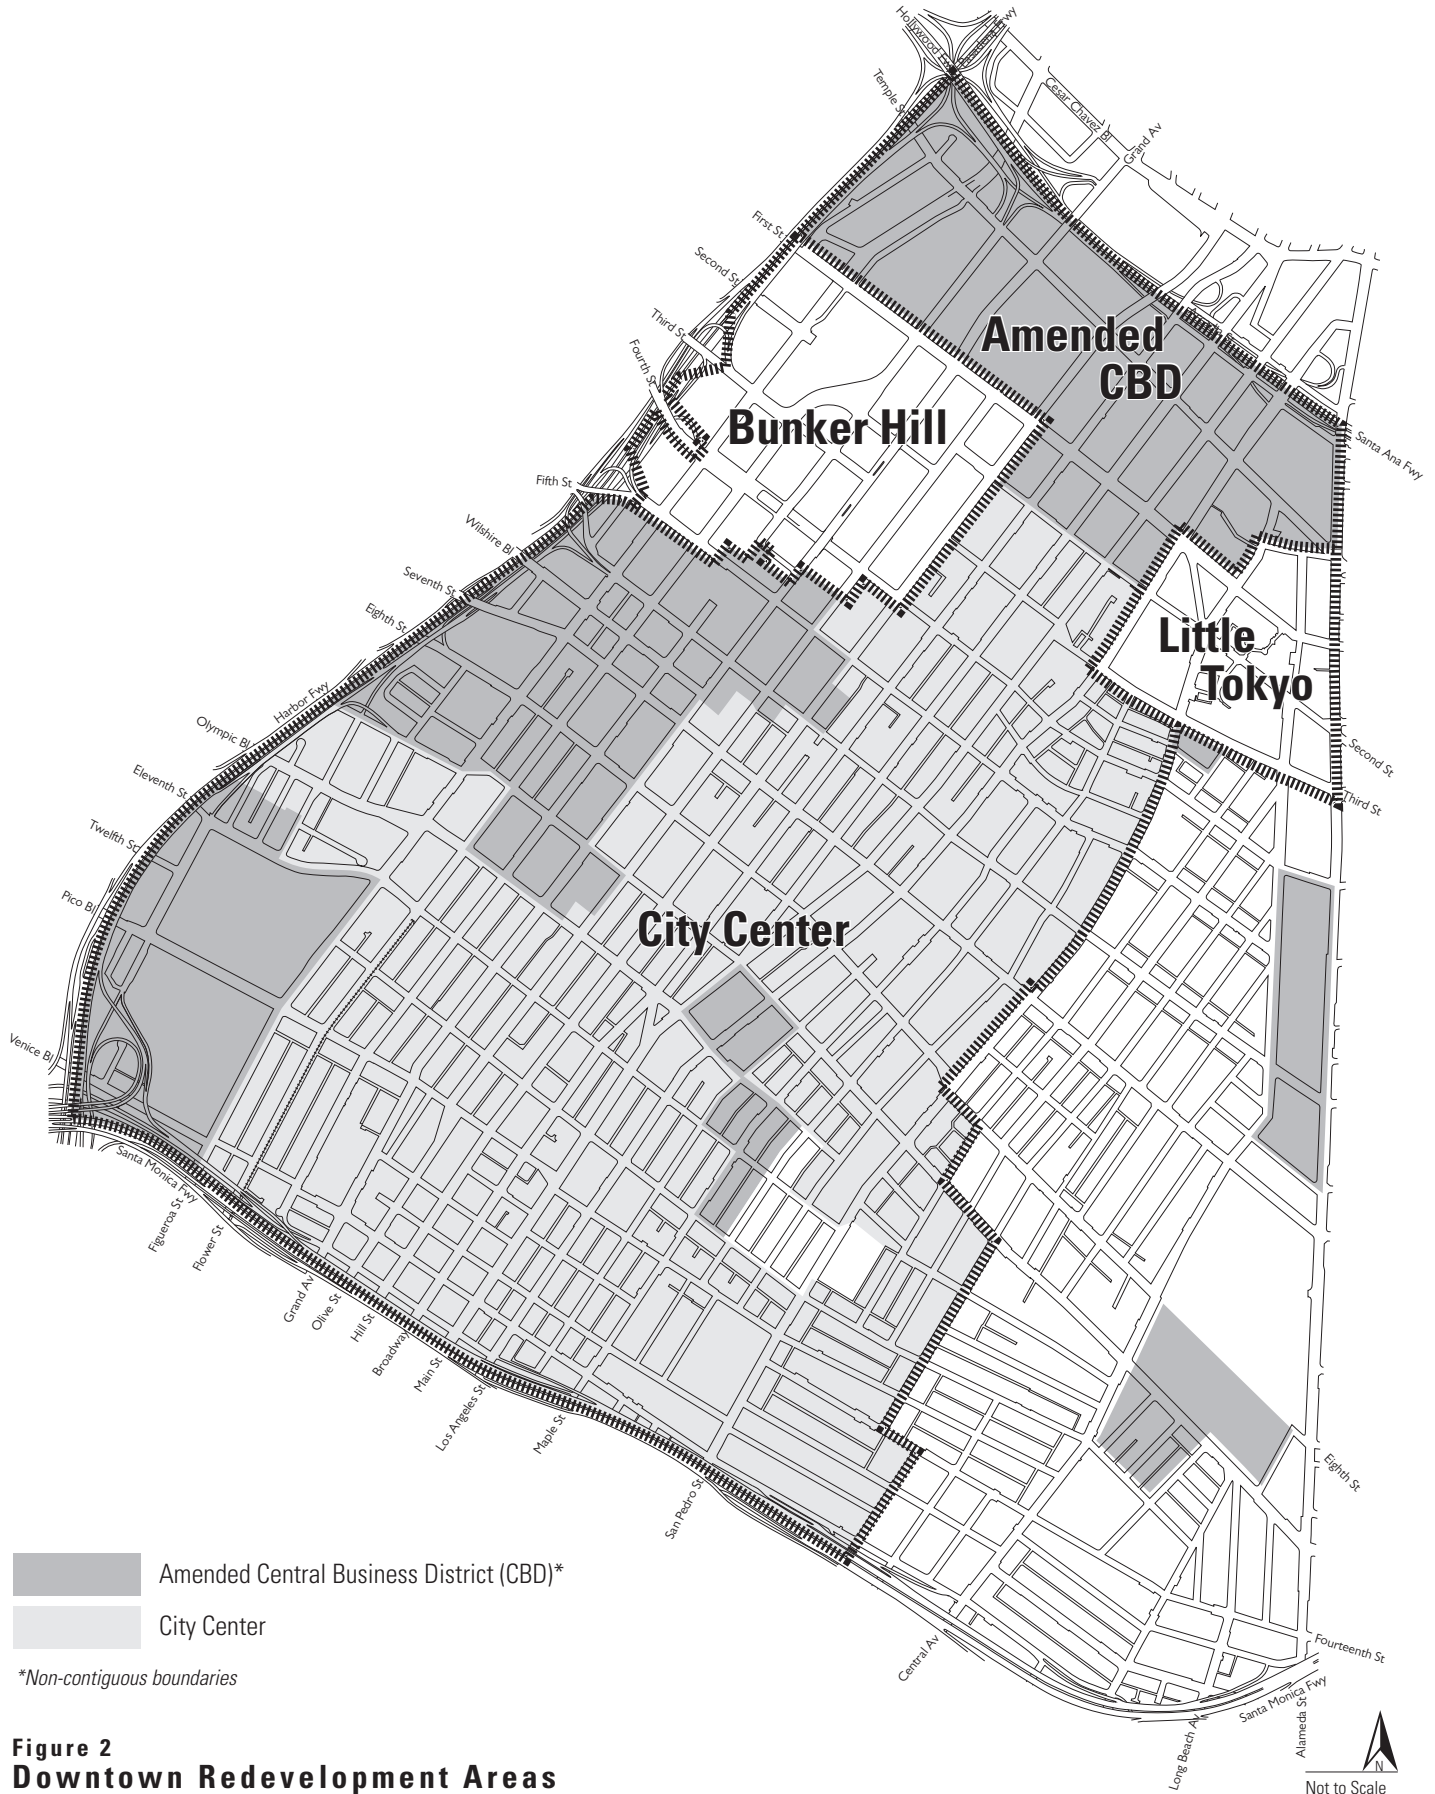 Hollywood Fwy
Temple St
Cesar Chavez Bl
Grand Av
First St
Second St
Third St
Fourth St
Amended
CBD
Bunker Hill
Santa Ana Fwy
Fifth St
Wilshire Bl
Seventh St
Eighth St
Little
Tokyo
Harbor Fwy
Olympic Bl
Second St
Eleventh St
Third St
Twelfth St
Pico Bl
City Center
Venice Bl
Santa Monica Fwy
Figueroa St
Flower St
Grand Av
Olive St
Hill St
Broadway
Main St
Los Angeles St
Maple St
San Pedro St
Eighth St
Amended Central Business District (CBD)*
City Center
*Non-contiguous boundaries
Central Av
Fourteenth St
Santa Monica Fwy
Alameda St
Long Beach Av
N
Not to Scale
Figure 2
Downtown Redevelopment Areas